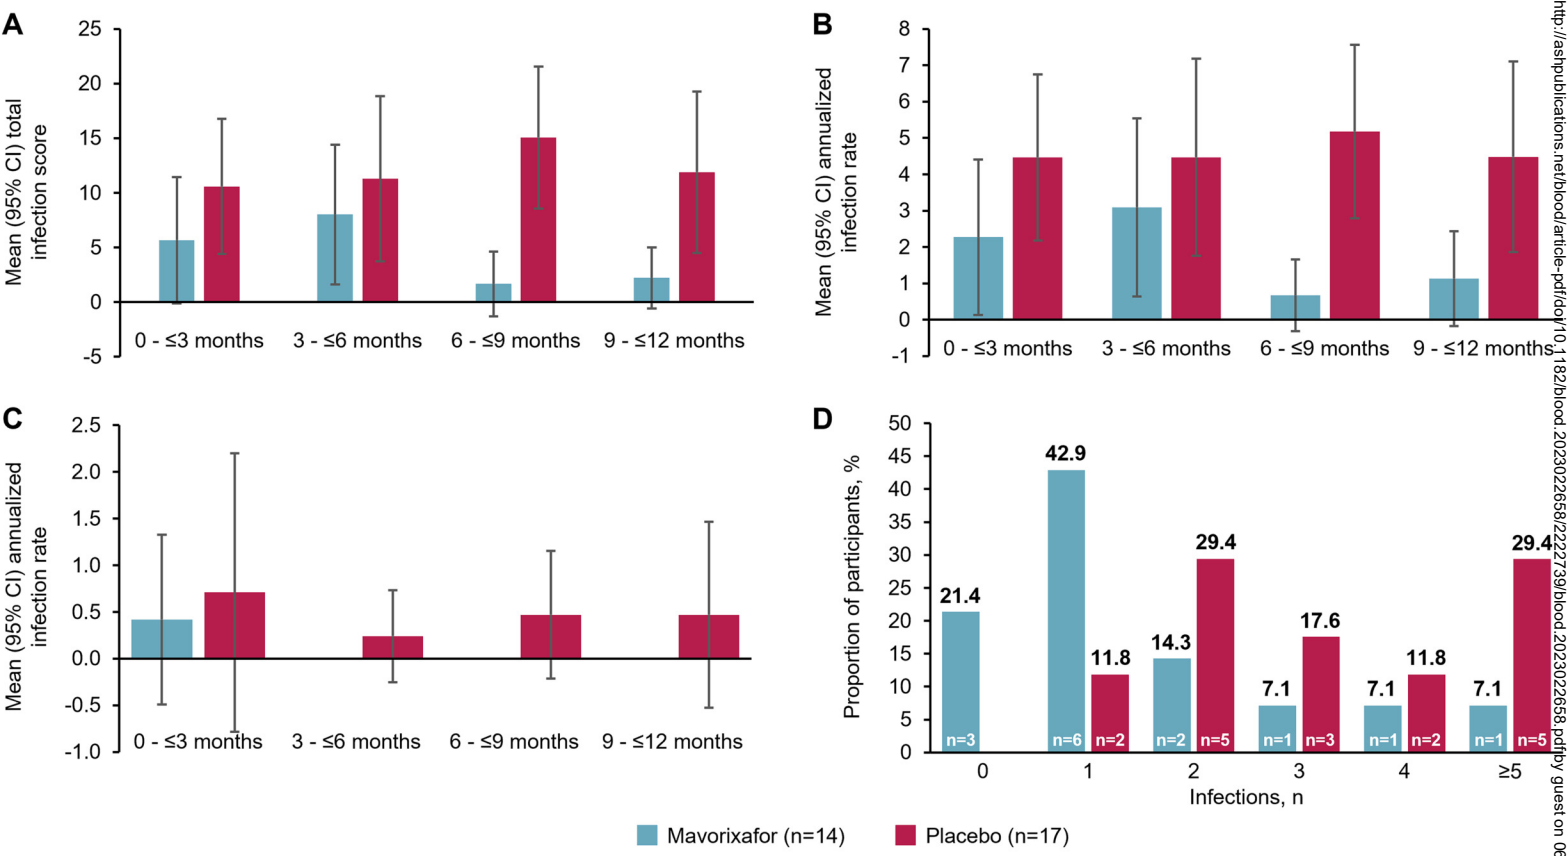 A
Mean (95% CI) total
infection score
25
20
15
10
5
0
-5
0 - ≤3 months
3 - ≤6 months
6 - ≤9 months
9 - ≤12 months
B
Mean (95% CI) annualized
infection rate
8
7
6
5
4
3
2
1
0
-1
0 - ≤3 months
3 - ≤6 months
6 - ≤9 months
9 - ≤12 months
C
Mean (95% CI) annualized
infection rate
2.5
2.0
1.5
1.0
0.5
0.0
-0.5
-1.0
0 - ≤3 months
3 - ≤6 months
6 - ≤9 months
9 - ≤12 months
D
Proportion of participants, %
50
45
40
35
30
25
20
15
10
5
0
21.4
42.9
11.8
14.3
29.4
7.1
17.6
7.1
11.8
7.1
29.4
n=3
n=6
n=2
n=2
n=5
n=1
n=3
n=1
n=2
n=1
n=5
0
1
2
3
4
≥5
Infections, n
Mavorixafor (n=14)
Placebo (n=17)
http://ashpublications.net/blood/article-pdf/doi/10.1182/blood.2023022658/2222739/blood.2023022658.pdf by guest on